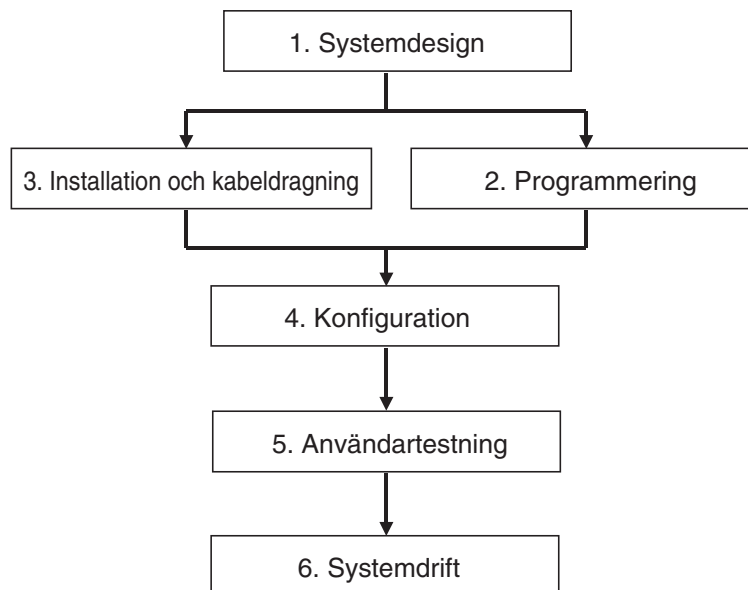 1. Systemdesign
3. Installation och kabeldragning
2. Programmering
4. Konfiguration
5. Användartestning
6. Systemdrift